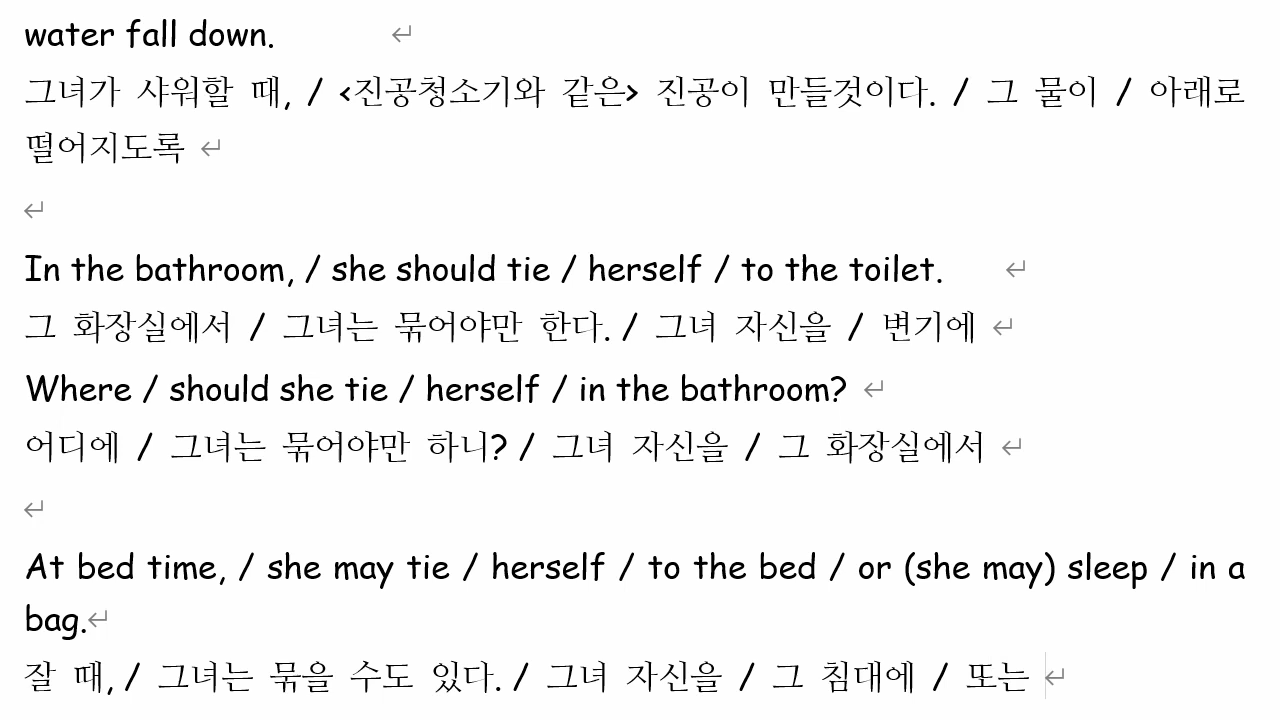 water fall down.
그녀가 샤워할 때, / <진공청소기와 같은> 진공이 만들것이다. / 그 물이 / 아래로
떨어지도록
In the bathroom, / she should tie / herself / to the toilet.
그 화장실에서 / 그녀는 묶어야만 한다. / 그녀 자신을 / 변기에
Where / should she tie / herself / in the bathroom?
어디에 / 그녀는 묶어야만 하니? / 그녀 자신을 / 그 화장실에서
At bed time, / she may tie / herself / to the bed / or (she may) sleep / in a
bag.
잘 때, / 그녀는 묶을 수도 있다. / 그녀 자신을 / 그 침대에 / 또는